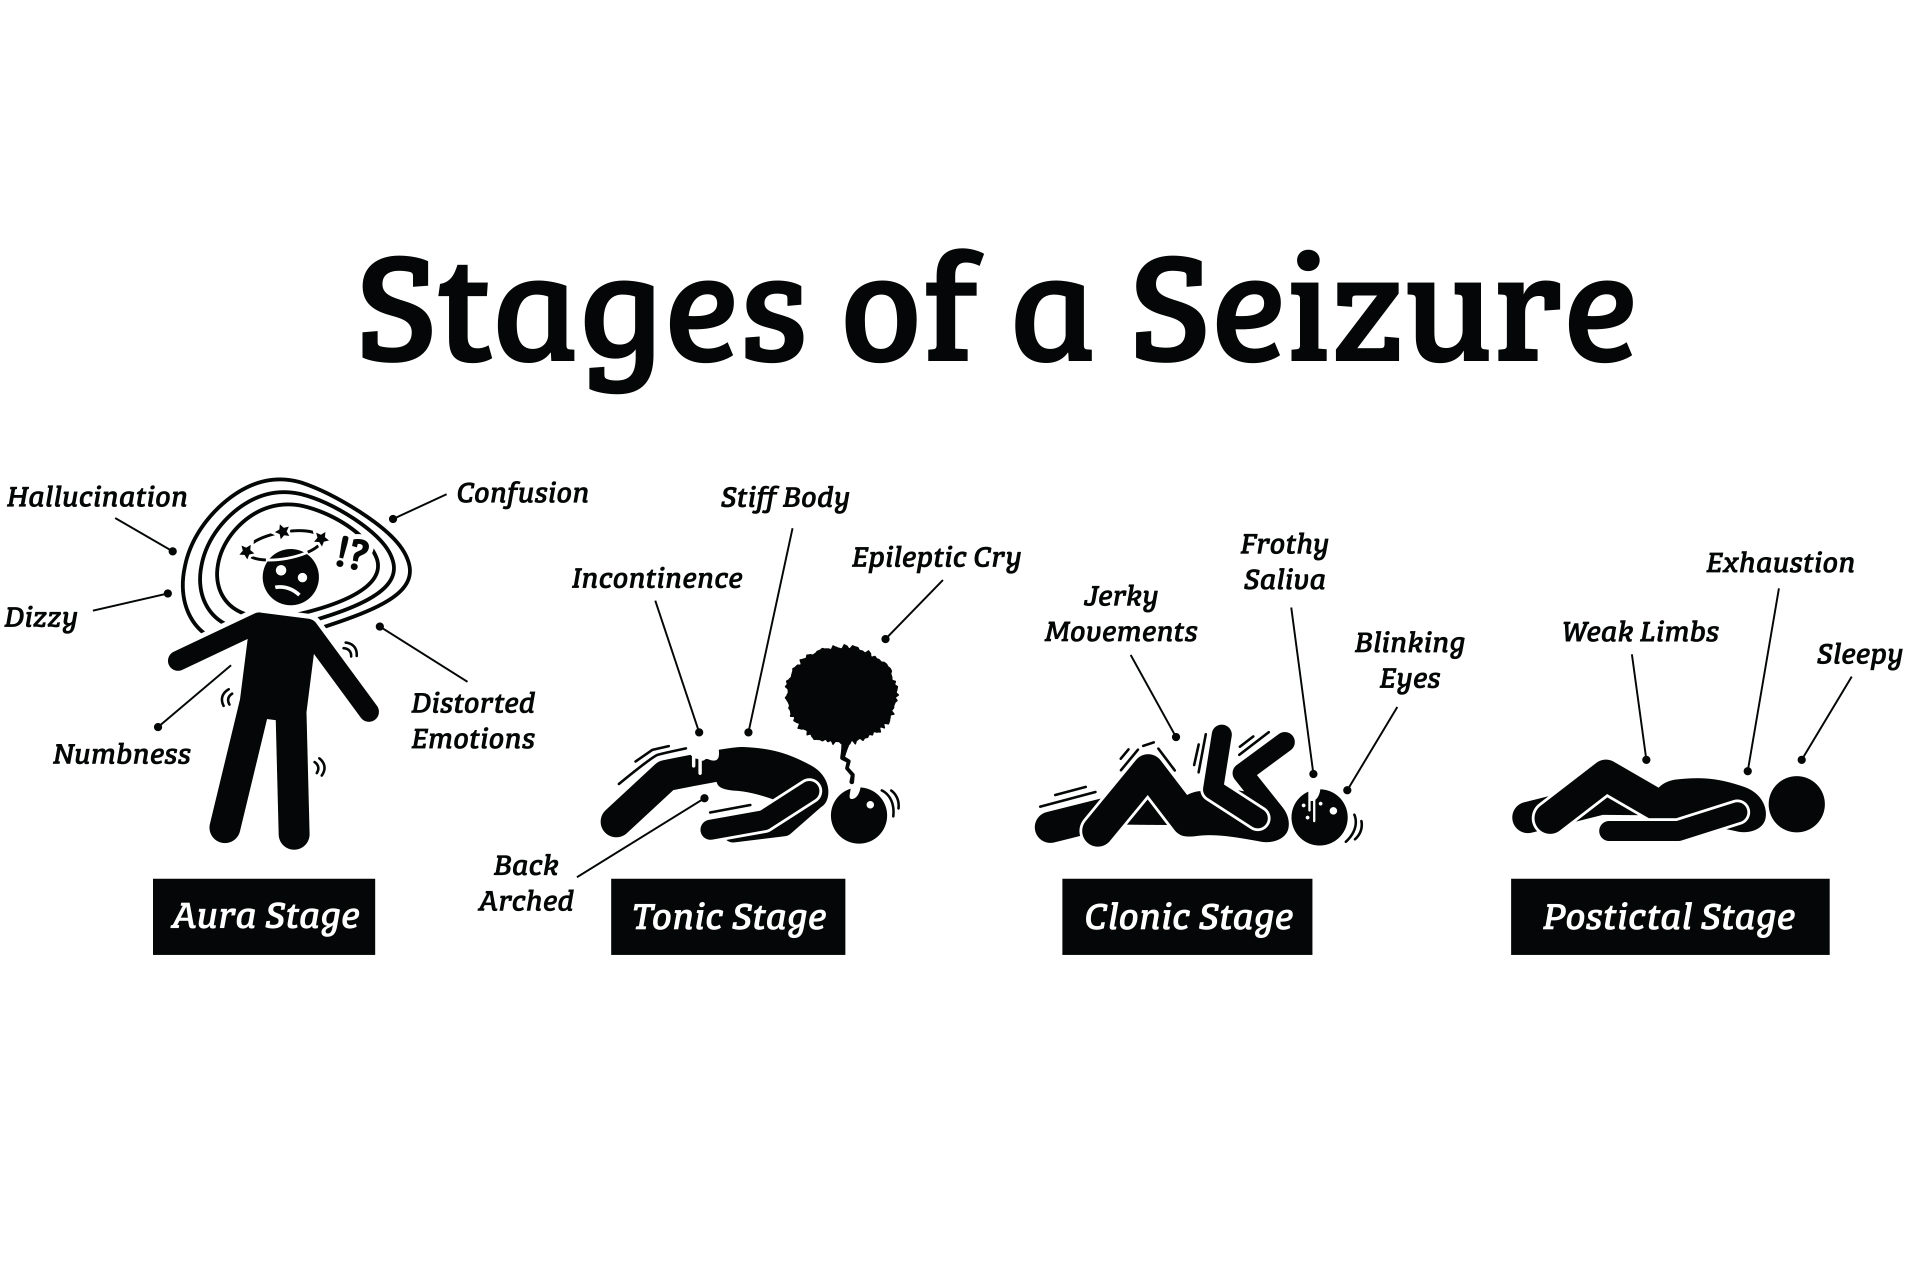 Stages of a Seizure
Hallucination
Confusion
!?
Dizzy
Distorted
Emotions
Numbness
Aura Stage
Stiff Body
Epileptic Cry
Incontinence
Back
Arched
Tonic Stage
Frothy
Saliva
Jerky
Movements
Blinking
Eyes
Clonic Stage
Exhaustion
Weak Limbs
Sleepy
Postictal Stage